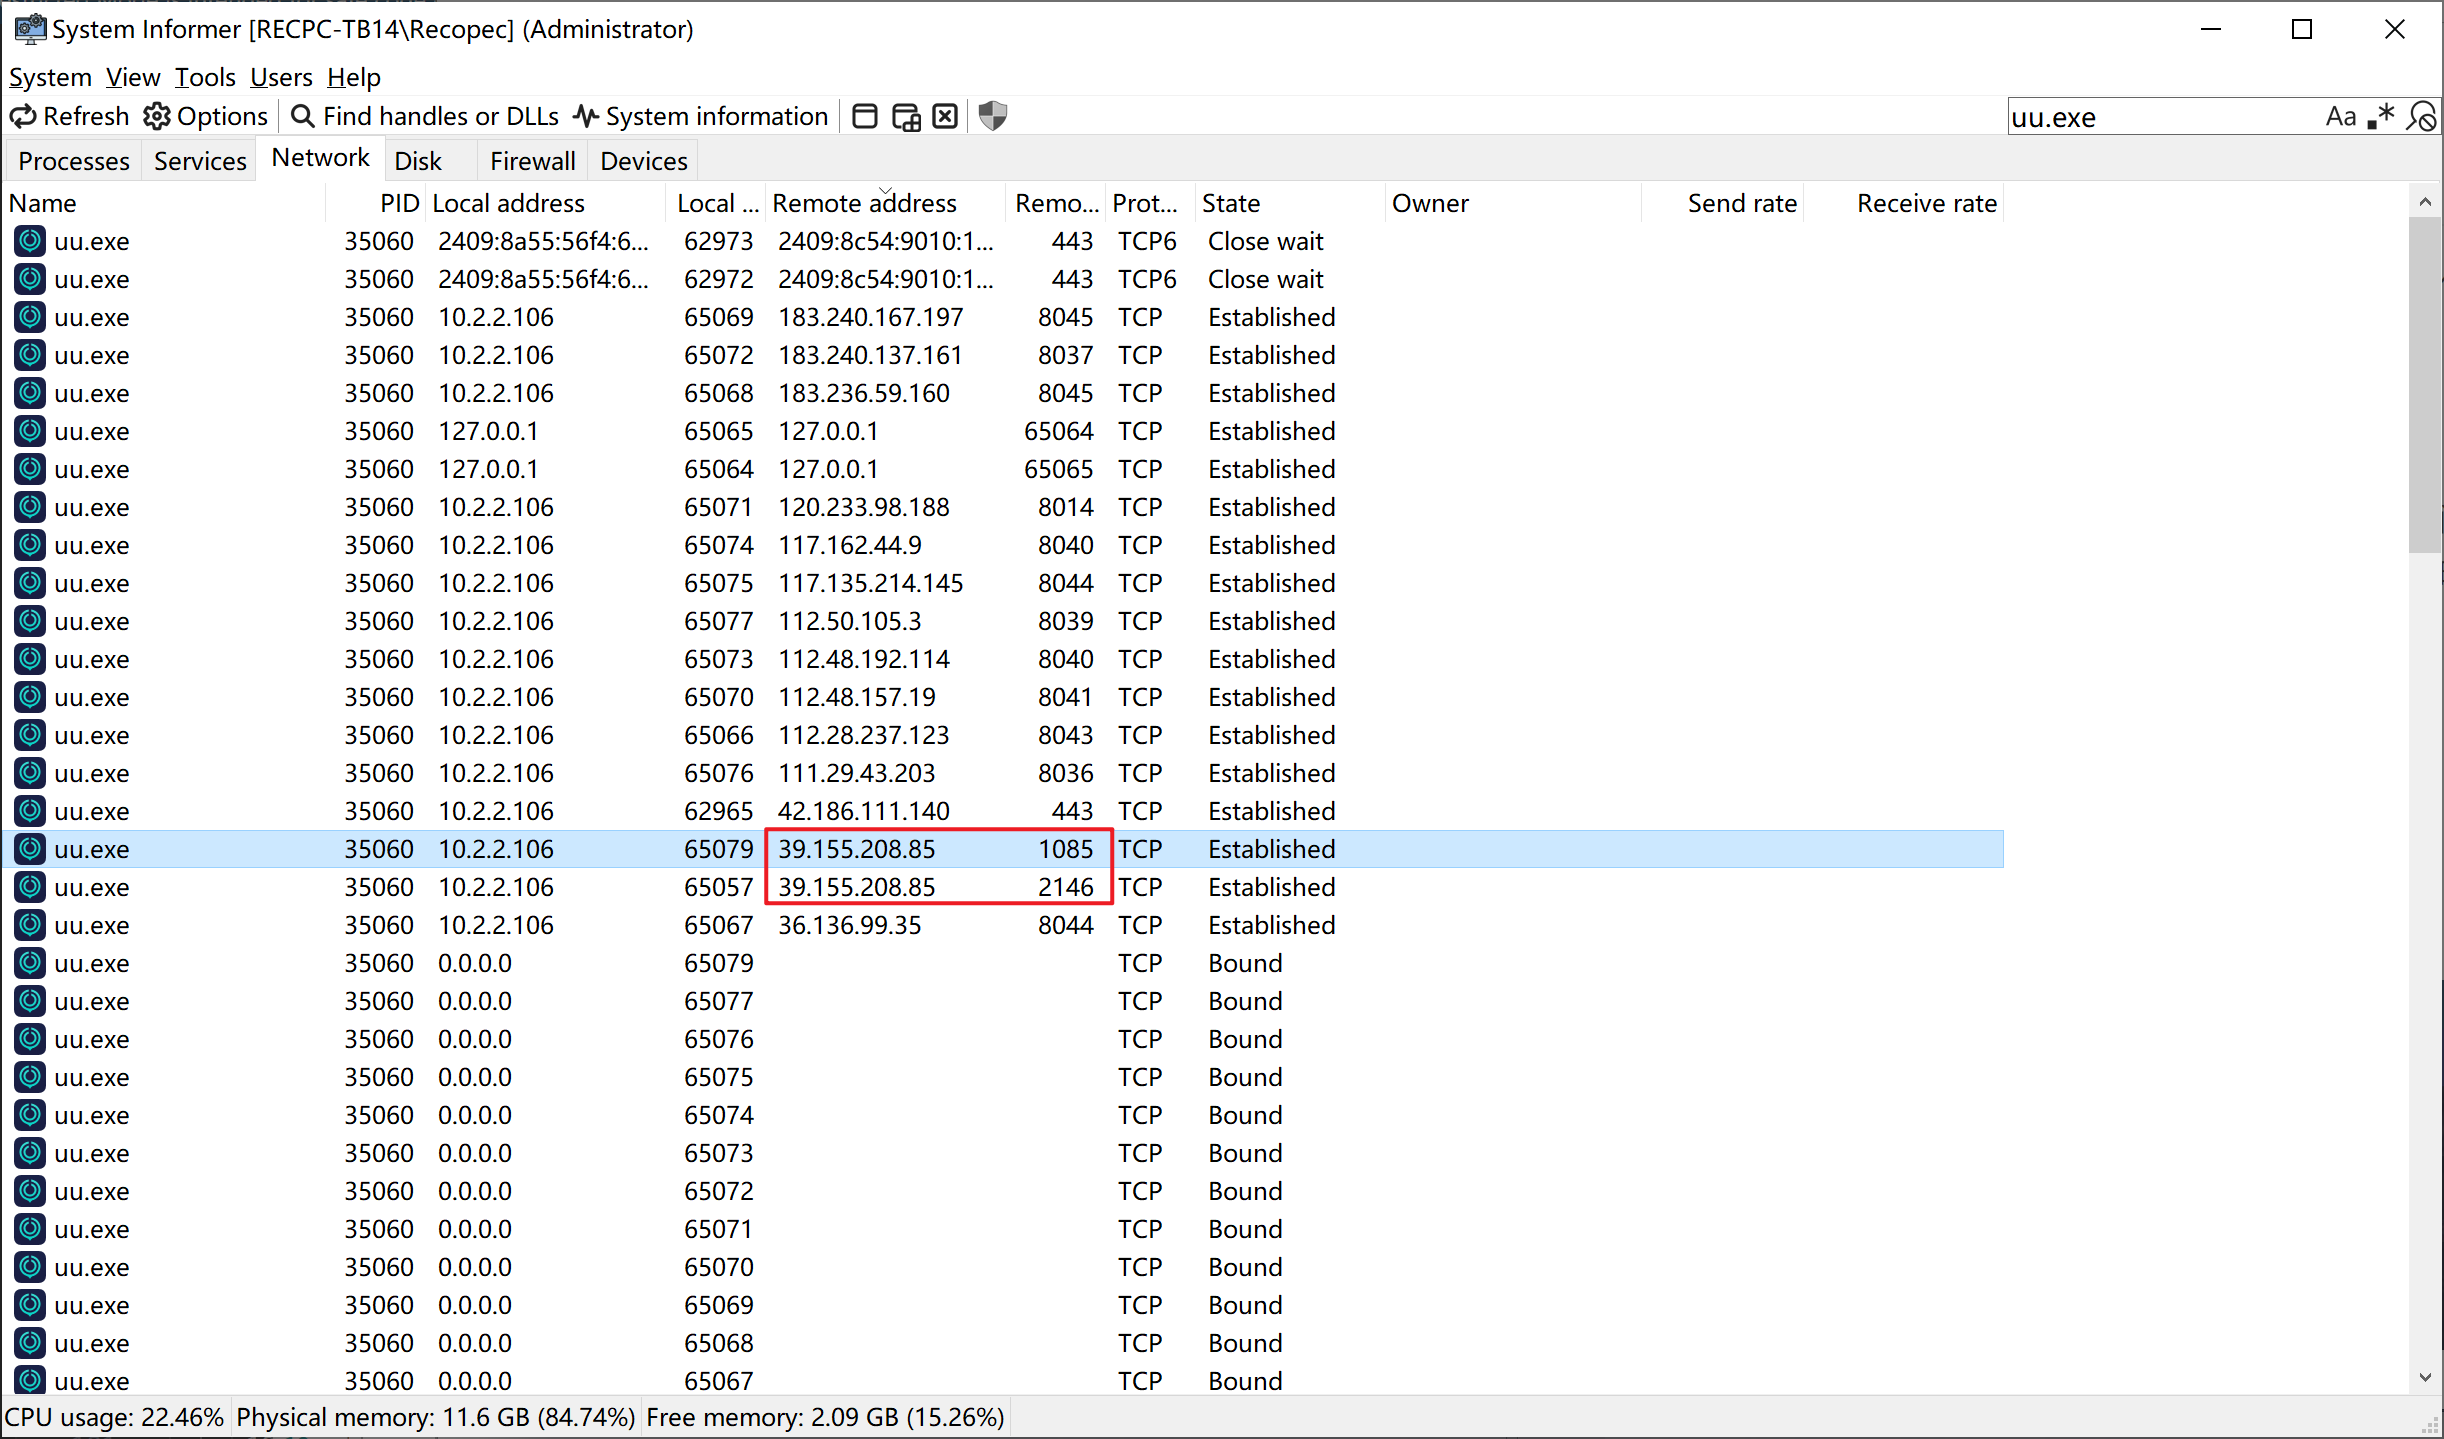 System Informer [RECPC-TB14\Recopec] (Administrator)
System View Tools Users Help
Refresh Options Find handles or DLLs System information uu.exe Aa .*
Processes Services Network Disk Firewall Devices
Name PID Local address Local ... Remote address Remo... Prot... State Owner Send rate Receive rate
uu.exe 35060 2409:8a55:56f4:6... 62973 2409:8c54:9010:1... 443 TCP6 Close wait
uu.exe 35060 2409:8a55:56f4:6... 62972 2409:8c54:9010:1... 443 TCP6 Close wait
uu.exe 35060 10.2.2.106 65069 183.240.167.197 8045 TCP Established
uu.exe 35060 10.2.2.106 65072 183.240.137.161 8037 TCP Established
uu.exe 35060 10.2.2.106 65068 183.236.59.160 8045 TCP Established
uu.exe 35060 127.0.0.1 65065 127.0.0.1 65064 TCP Established
uu.exe 35060 127.0.0.1 65064 127.0.0.1 65065 TCP Established
uu.exe 35060 10.2.2.106 65071 120.233.98.188 8014 TCP Established
uu.exe 35060 10.2.2.106 65074 117.162.44.9 8040 TCP Established
uu.exe 35060 10.2.2.106 65075 117.135.214.145 8044 TCP Established
uu.exe 35060 10.2.2.106 65077 112.50.105.3 8039 TCP Established
uu.exe 35060 10.2.2.106 65073 112.48.192.114 8040 TCP Established
uu.exe 35060 10.2.2.106 65070 112.48.157.19 8041 TCP Established
uu.exe 35060 10.2.2.106 65066 112.28.237.123 8043 TCP Established
uu.exe 35060 10.2.2.106 65076 111.29.43.203 8036 TCP Established
uu.exe 35060 10.2.2.106 62965 42.186.111.140 443 TCP Established
uu.exe 35060 10.2.2.106 65079 39.155.208.85 1085 TCP Established
uu.exe 35060 10.2.2.106 65057 39.155.208.85 2146 TCP Established
uu.exe 35060 10.2.2.106 65067 36.136.99.35 8044 TCP Established
uu.exe 35060 0.0.0.0 65079 TCP Bound
uu.exe 35060 0.0.0.0 65077 TCP Bound
uu.exe 35060 0.0.0.0 65076 TCP Bound
uu.exe 35060 0.0.0.0 65075 TCP Bound
uu.exe 35060 0.0.0.0 65074 TCP Bound
uu.exe 35060 0.0.0.0 65073 TCP Bound
uu.exe 35060 0.0.0.0 65072 TCP Bound
uu.exe 35060 0.0.0.0 65071 TCP Bound
uu.exe 35060 0.0.0.0 65070 TCP Bound
uu.exe 35060 0.0.0.0 65069 TCP Bound
uu.exe 35060 0.0.0.0 65068 TCP Bound
uu.exe 35060 0.0.0.0 65067 TCP Bound
CPU usage: 22.46% Physical memory: 11.6 GB (84.74%) Free memory: 2.09 GB (15.26%)